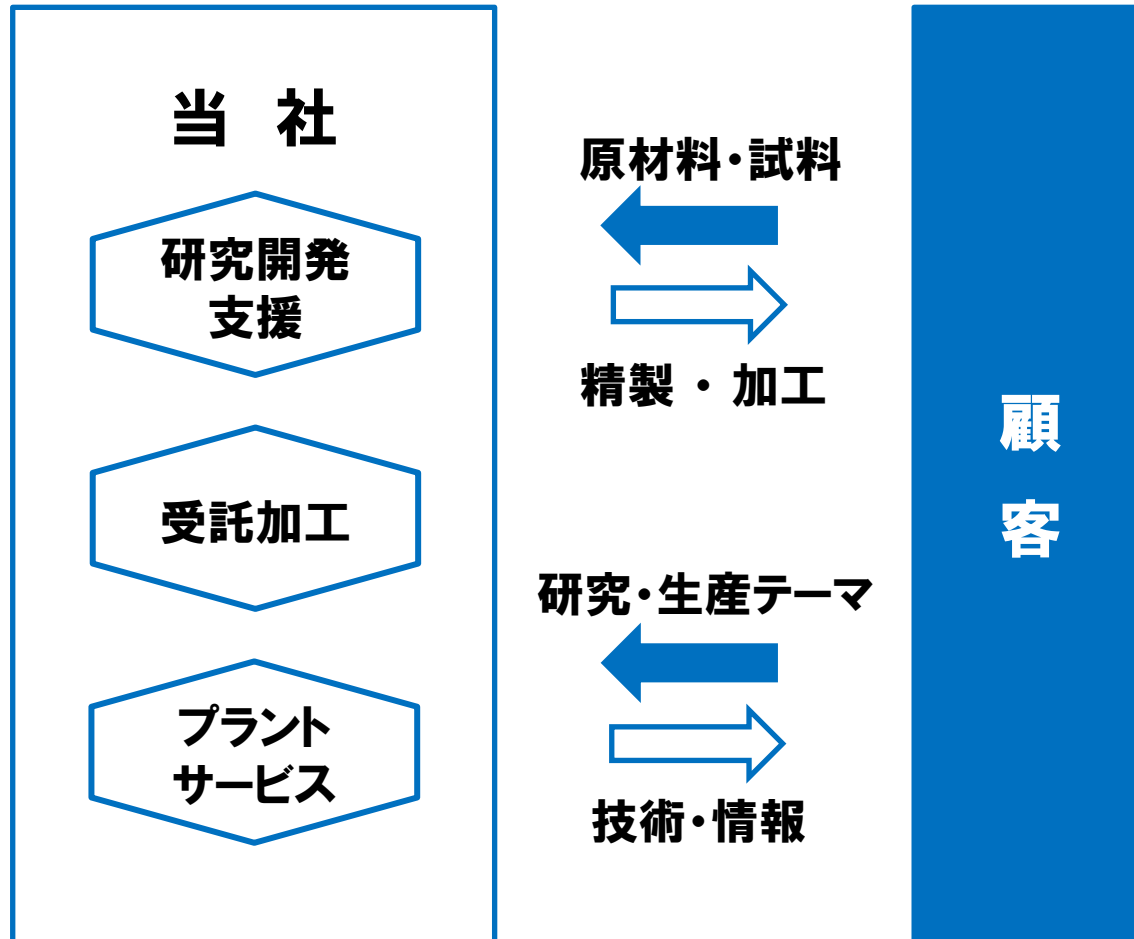 当 社
研究開発
支援
受託加工
プラント
サービス
原材料・試料
精製 ・ 加工
研究・生産テーマ
技術・情報
顧
客